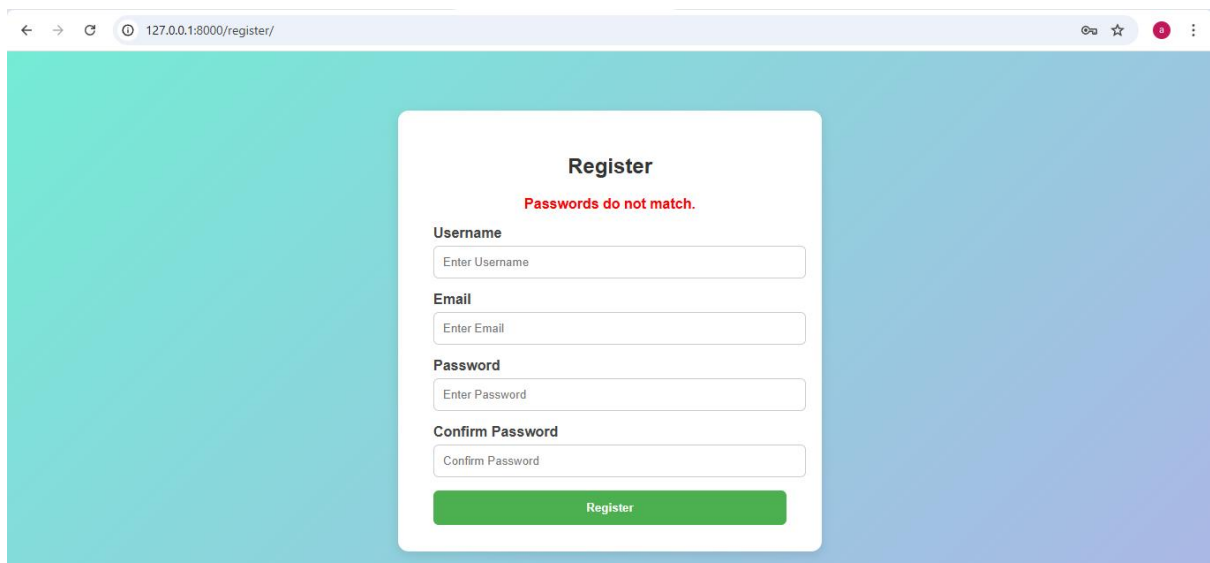 127.0.0.1:8000/register/
a
Register
Passwords do not match.
Username
Enter Username
Email
Enter Email
Password
Enter Password
Confirm Password
Confirm Password
Register